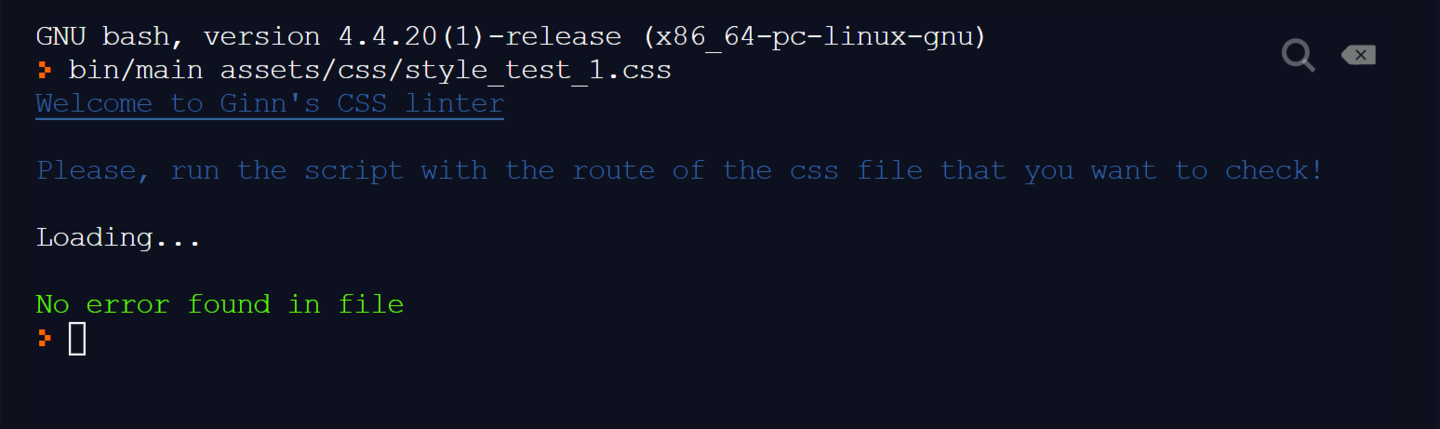 GNU bash, version 4.4.20(1)-release (x86_64-pc-linux-gnu)
bin/main assets/css/style_test_1.css
Welcome to Ginn's CSS linter
Please, run the script with the route of the css file that you want to check!
Loading...
No error found in file